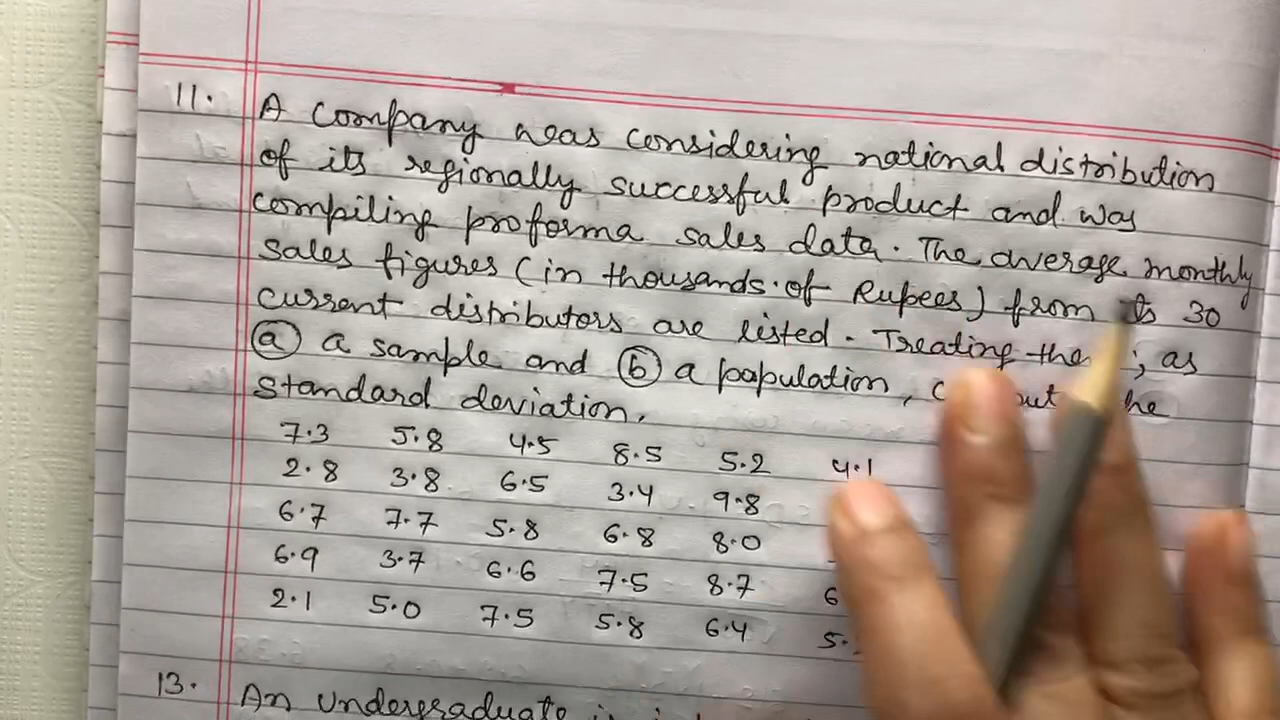 11. A company was considering national distribution
of its regionally successful product and was
compiling proforma sales data. The average monthly
sales figures (in thousands.of Rupees) from its 30
current distributors are listed. Treating as
(a) a sample and (b) a population, the
standard deviation.
7.3 5.8 4.5 8.5 5.2 4.1
2.8 3.8 6.5 3.4 9.8
6.7 7.7 5.8 6.8 8.0
6.9 3.7 6.6 7.5 8.7
2.1 5.0 7.5 5.8 6.4
13. An undergraduate is